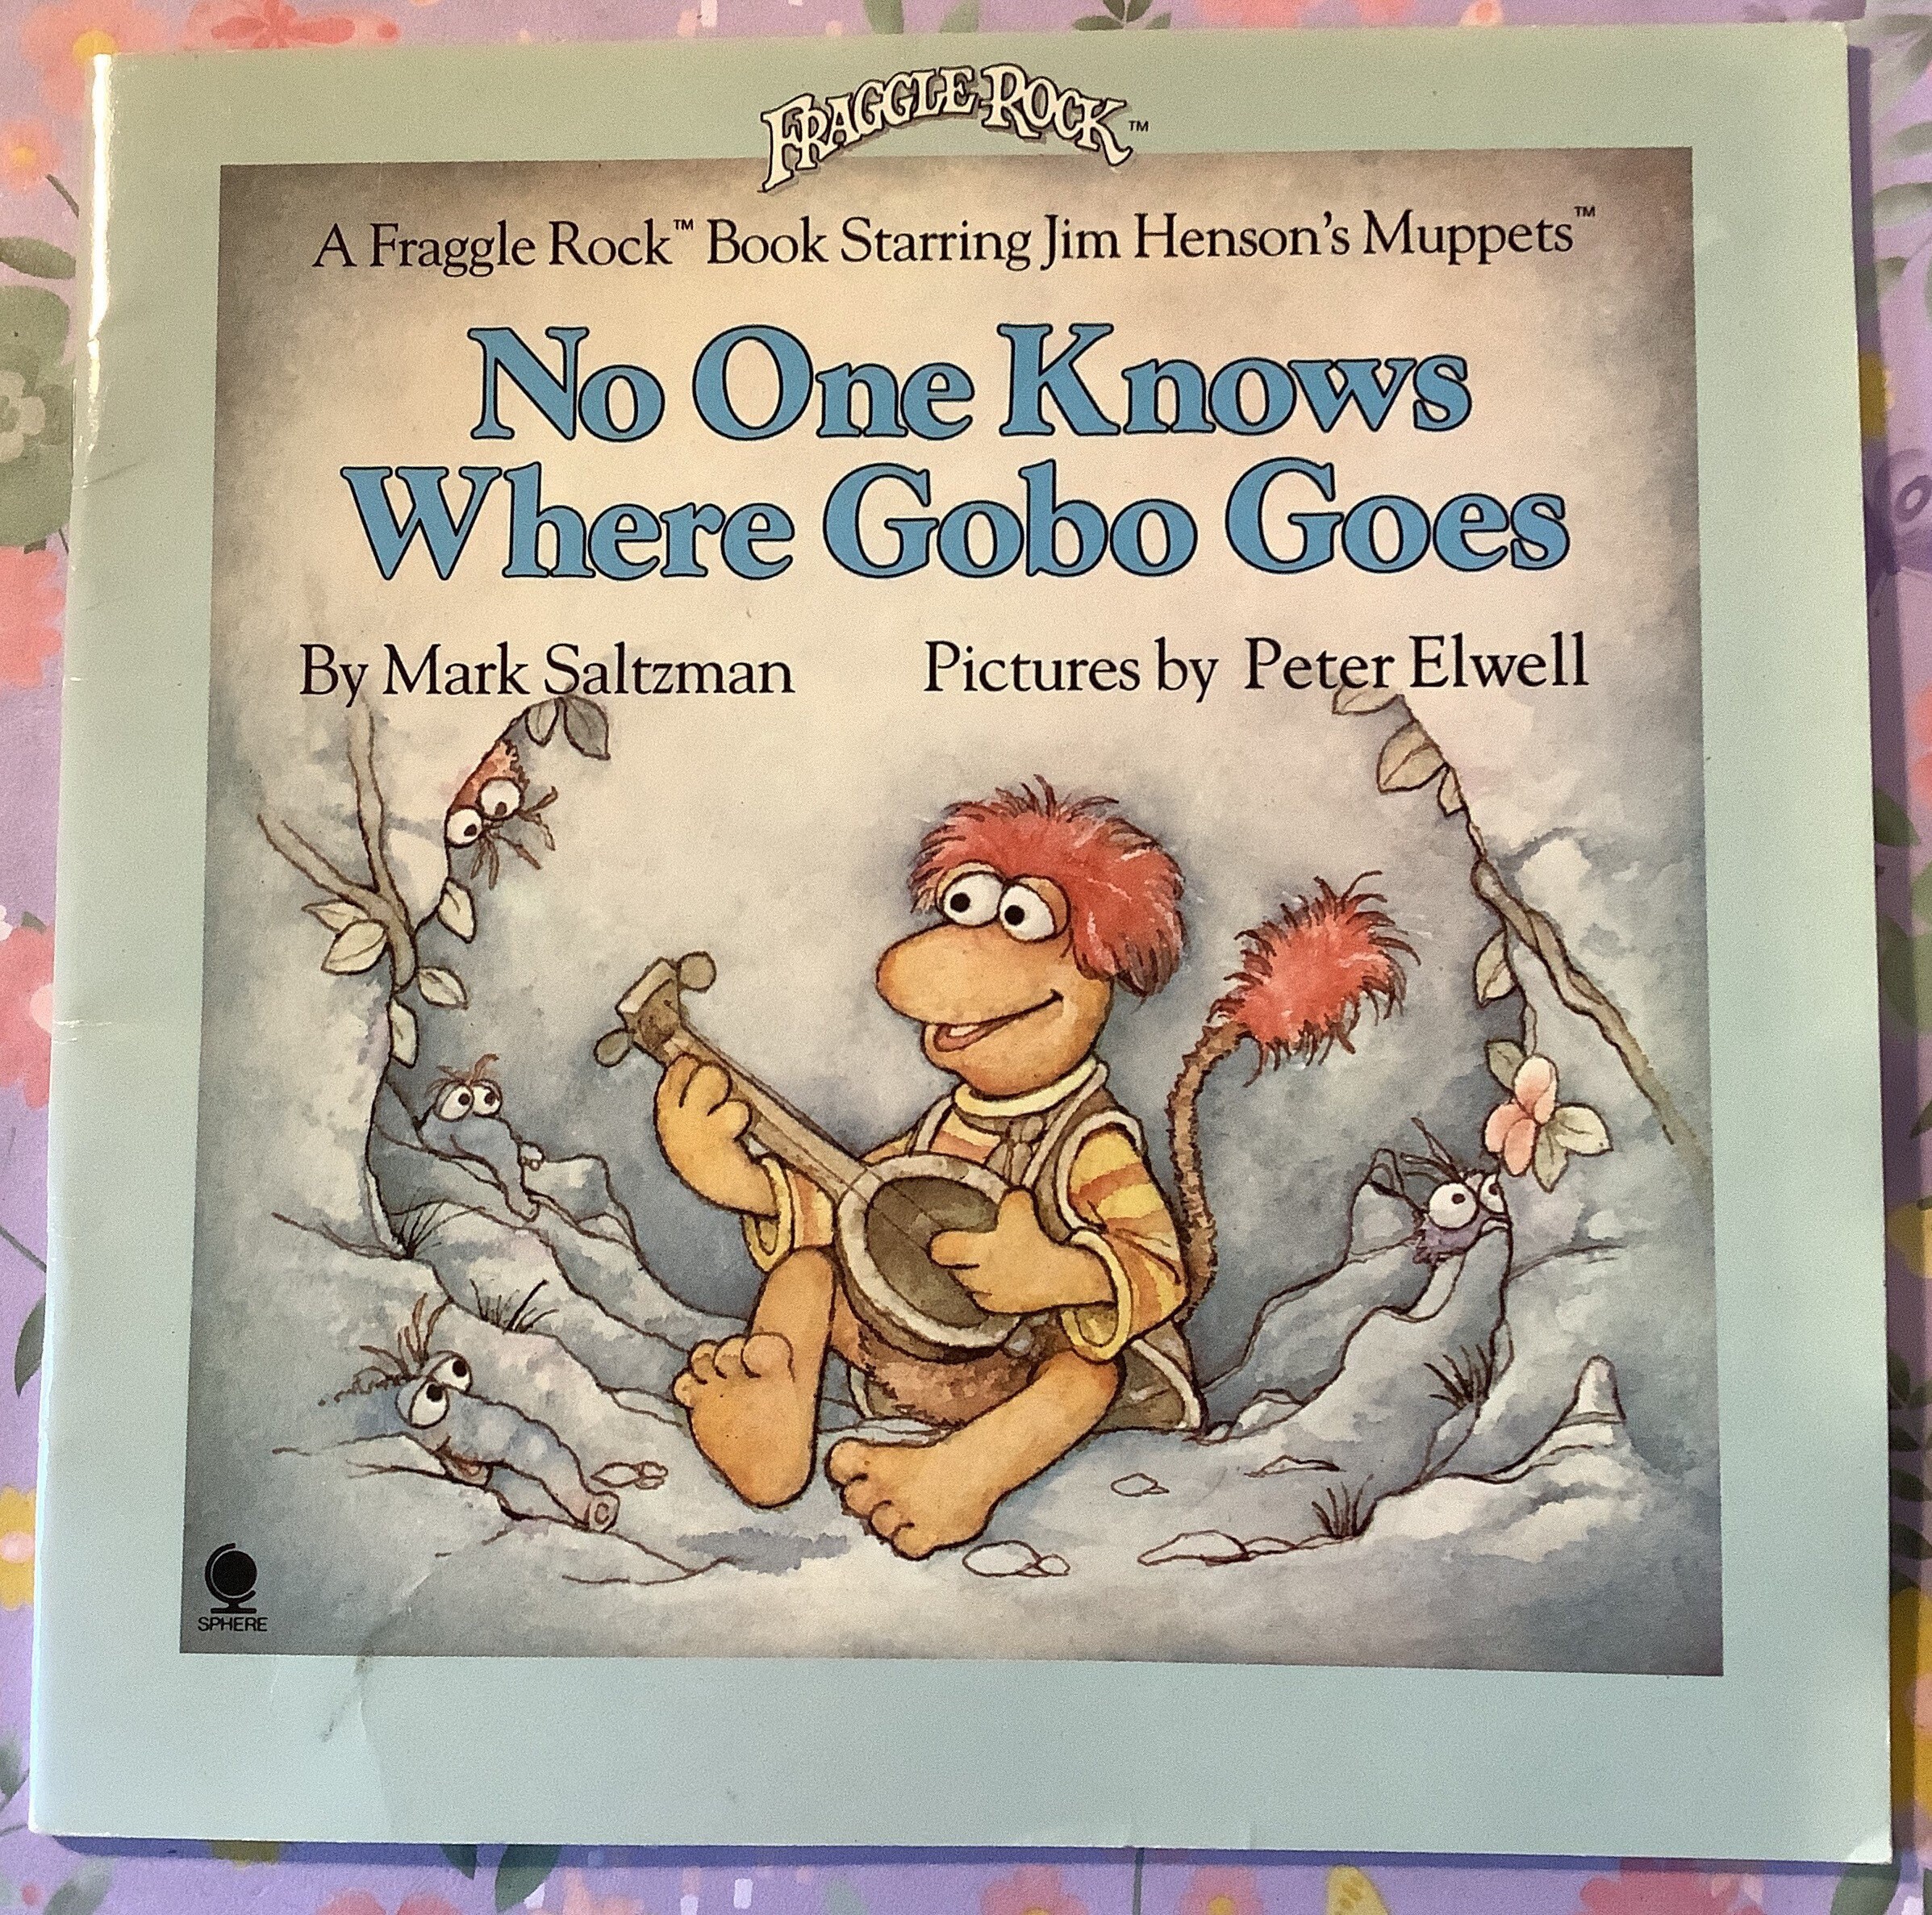 FRAGGLE ROCK™
A Fraggle Rock™ Book Starring Jim Henson's Muppets™
No One Knows
Where Gobo Goes
By Mark Saltzman Pictures by Peter Elwell
SPHERE